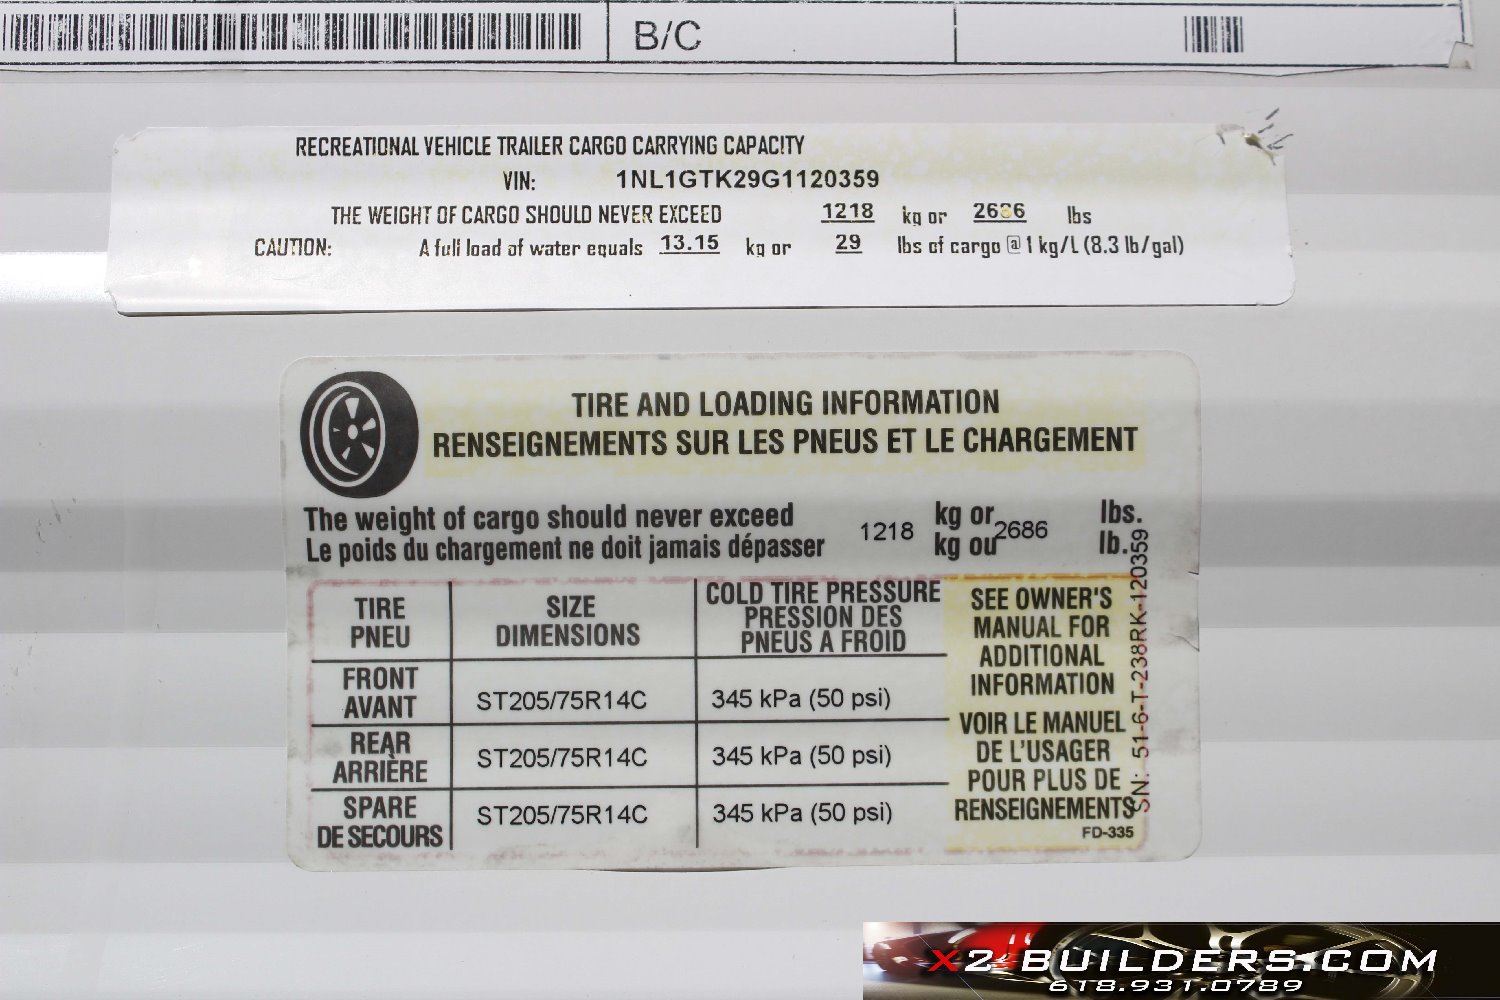 B/C
RECREATIONAL VEHICLE TRAILER CARGO CARRYING CAPACITY
VIN: 1NL1GTK29G1120359
THE WEIGHT OF CARGO SHOULD NEVER EXCEED 1218 kg or 2686 lbs
CAUTION: A full load of water equals 13.15 kg or 29 lbs of cargo @ 1 kg/L (8.3 lb/gal)
TIRE AND LOADING INFORMATION
RENSEIGNEMENTS SUR LES PNEUS ET LE CHARGEMENT
The weight of cargo should never exceed 1218 kg or 2686 lbs.
Le poids du chargement ne doit jamais dépasser kg ou lb.
TIRE PNEU
SIZE DIMENSIONS
COLD TIRE PRESSURE
PRESSION DES
PNEUS A FROID
FRONT
AVANT
ST205/75R14C
345 kPa (50 psi)
REAR
ARRIÈRE
ST205/75R14C
345 kPa (50 psi)
SPARE
DE SECOURS
ST205/75R14C
345 kPa (50 psi)
SEE OWNER'S
MANUAL FOR
ADDITIONAL
INFORMATION
VOIR LE MANUEL
DE L'USAGER
POUR PLUS DE
RENSEIGNEMENTS
FD-335
SN: 51-6-T-238RK-120359
X2 BUILDERS.COM
618.931.0789